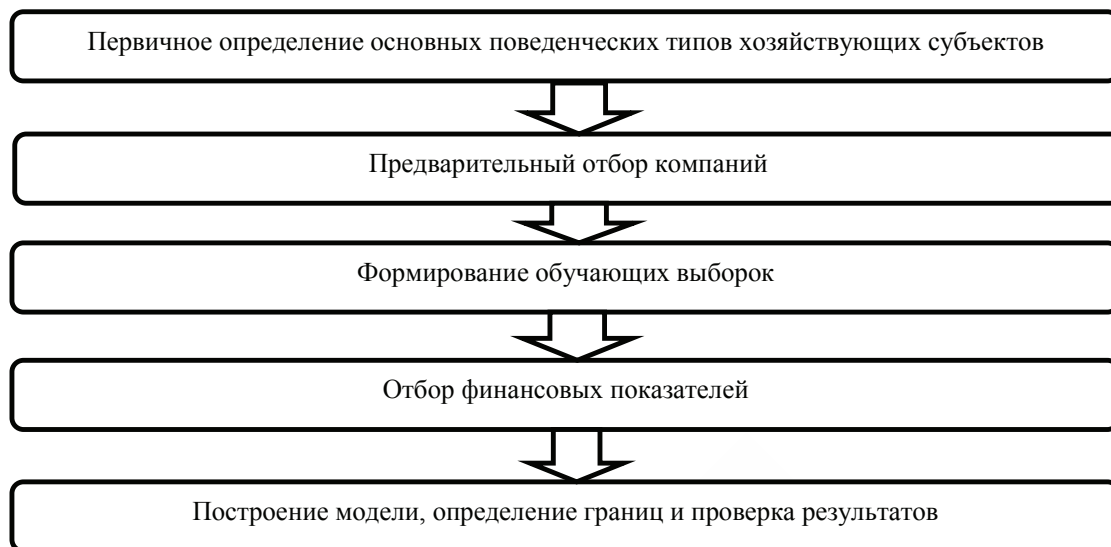 Первичное определение основных поведенческих типов хозяйствующих субъектов
Предварительный отбор компаний
Формирование обучающих выборок
Отбор финансовых показателей
Построение модели, определение границ и проверка результатов